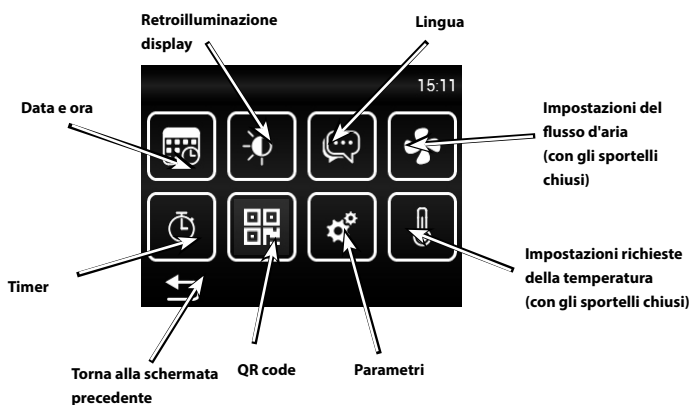 Retroilluminazione
display
Lingua
15:11
Data e ora
Impostazioni del
flusso d'aria
(con gli sportelli
chiusi)
Timer
Impostazioni richieste
della temperatura
(con gli sportelli chiusi)
Torna alla schermata
precedente
QR code
Parametri